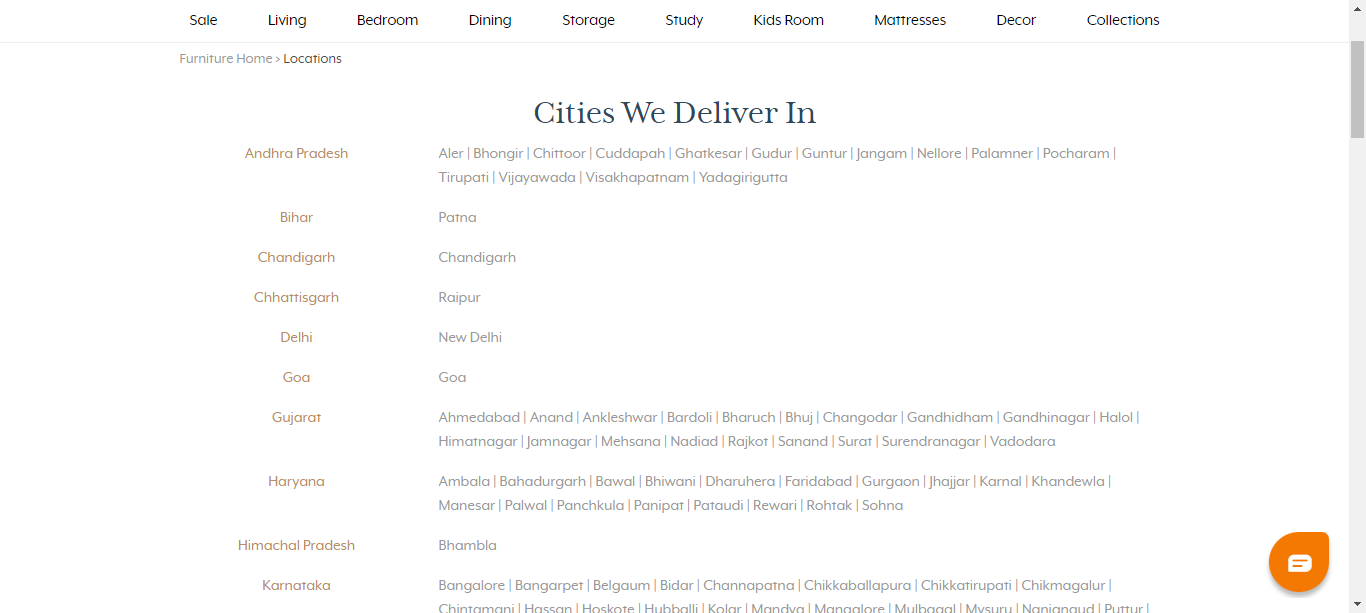 Sale Living Bedroom Dining Storage Study Kids Room Mattresses Decor Collections
Furniture Home > Locations
Cities We Deliver In
Andhra Pradesh Aler | Bhongir | Chittoor | Cuddapah | Ghatkesar | Gudur | Guntur | Jangam | Nellore | Palamner | Pocharam |
Tirupati | Vijayawada | Visakhapatnam | Yadagirigutta
Bihar Patna
Chandigarh Chandigarh
Chhattisgarh Raipur
Delhi New Delhi
Goa Goa
Gujarat Ahmedabad | Anand | Ankleshwar | Bardoli | Bharuch | Bhuj | Changodar | Gandhidham | Gandhinagar | Halol |
Himatnagar | Jamnagar | Mehsana | Nadiad | Rajkot | Sanand | Surat | Surendranagar | Vadodara
Haryana Ambala | Bahadurgarh | Bawal | Bhiwani | Dharuhera | Faridabad | Gurgaon | Jhajjar | Karnal | Khandewla |
Manesar | Palwal | Panchkula | Panipat | Pataudi | Rewari | Rohtak | Sohna
Himachal Pradesh Bhambla
Karnataka Bangalore | Bangarpet | Belgaum | Bidar | Channapatna | Chikkaballapura | Chikkatirupati | Chikmagalur |
Chintamani | Hassan | Hoskote | Hubballi | Kolar | Mandya | Mangalore | Mulbagal | Mysuru | Nanjangud | Puttur |